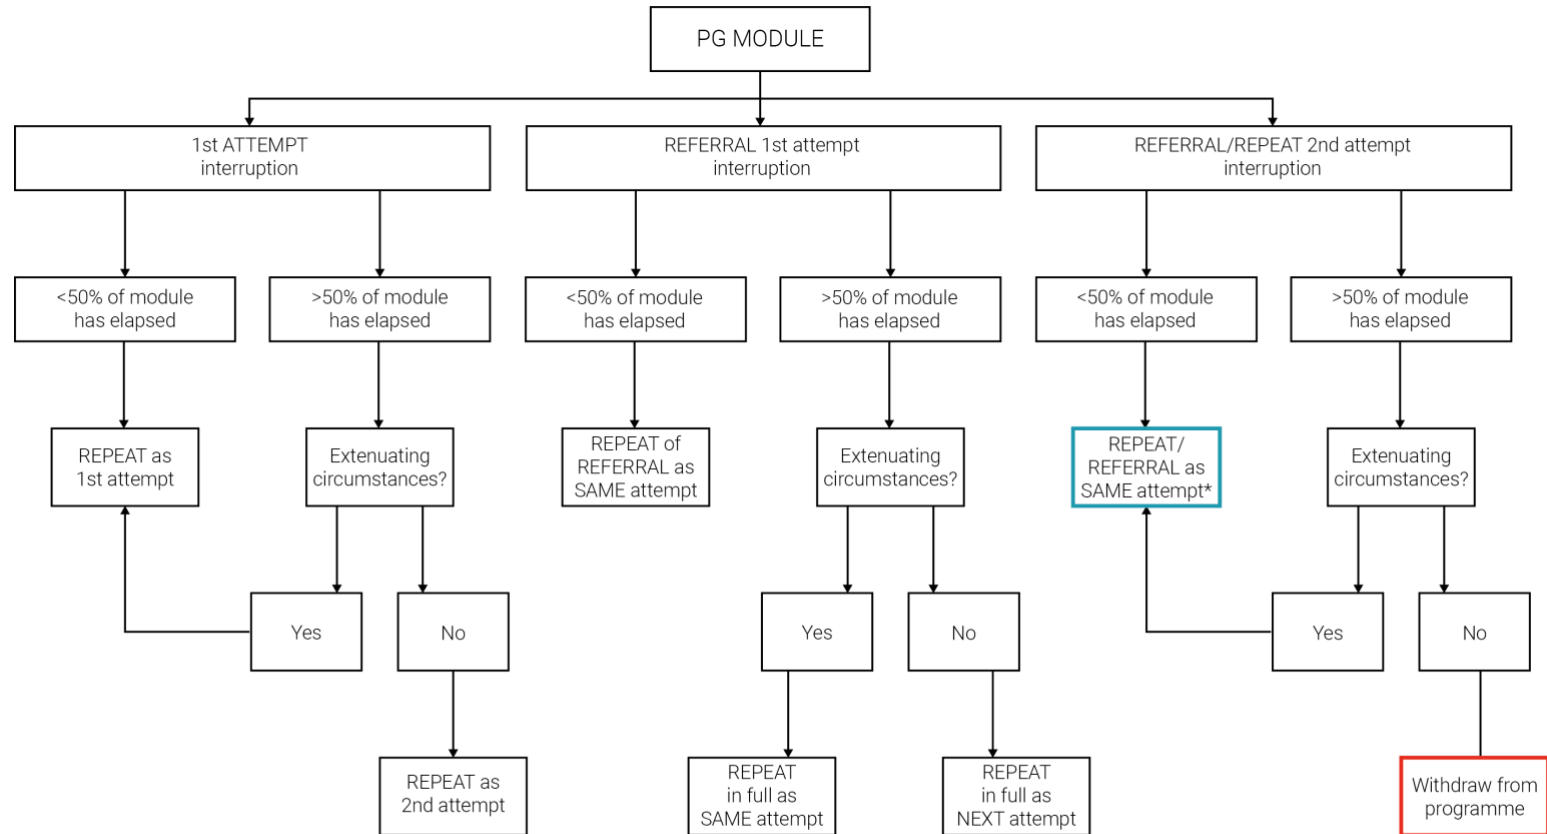 PG MODULE
1st ATTEMPT
interruption
REFERRAL 1st attempt
interruption
REFERRAL/REPEAT 2nd attempt
interruption
<50% of module
has elapsed
>50% of module
has elapsed
<50% of module
has elapsed
>50% of module
has elapsed
<50% of module
has elapsed
>50% of module
has elapsed
REPEAT as
1st attempt
Extenuating
circumstances?
REPEAT of
REFERRAL as
SAME attempt
Extenuating
circumstances?
REPEAT/
REFERRAL as
SAME attempt*
Extenuating
circumstances?
Yes
No
Yes
No
Yes
No
REPEAT as
2nd attempt
REPEAT
in full as
SAME attempt
REPEAT
in full as
NEXT attempt
Withdraw from
programme